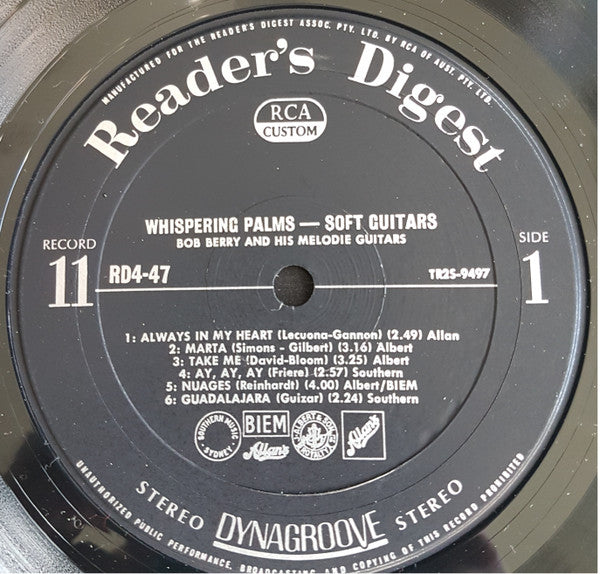 MANUFACTURED FOR THE READER'S DIGEST ASSOC. PTY. LTD. BY RCA OF AUST. PTY. LTD.
Reader's Digest
RCA
CUSTOM
WHISPERING PALMS — SOFT GUITARS
BOB BERRY AND HIS MELODIE GUITARS
RECORD
11
SIDE
1
RD4-47
TR2S-9497
1: ALWAYS IN MY HEART (Lecuona-Gannon) (2.49) Allan
2: MARTA (Simons - Gilbert) (3.16) Albert
3: TAKE ME (David-Bloom) (3.25) Albert
4: AY, AY, AY (Friere) (2.57) Southern
5: NUAGES (Reinhardt) (4.00) Albert/BIEM
6: GUADALAJARA (Guizar) (2.24) Southern
SOUTHERN MUSIC
SYDNEY
BIEM
Allan's
ALBERT & SON
ROYALTY
Allan's
STEREO DYNAGROOVE STEREO
UNAUTHORIZED PUBLIC PERFORMANCE, BROADCASTING AND COPYING OF THIS RECORD PROHIBITED